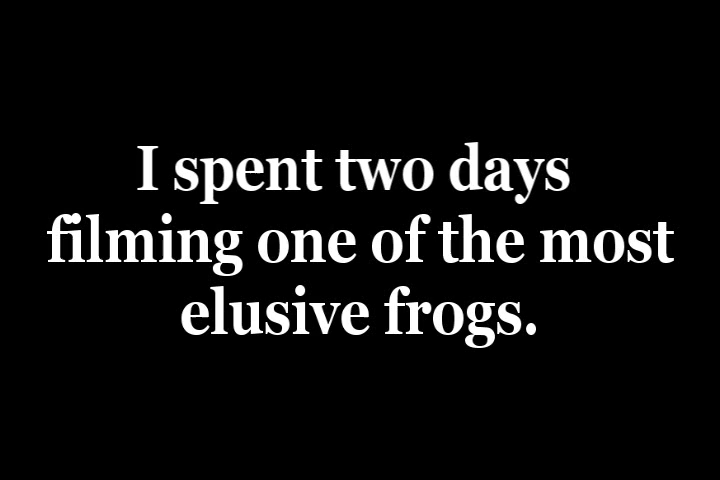 I spent two days
filming one of the most
elusive frogs.